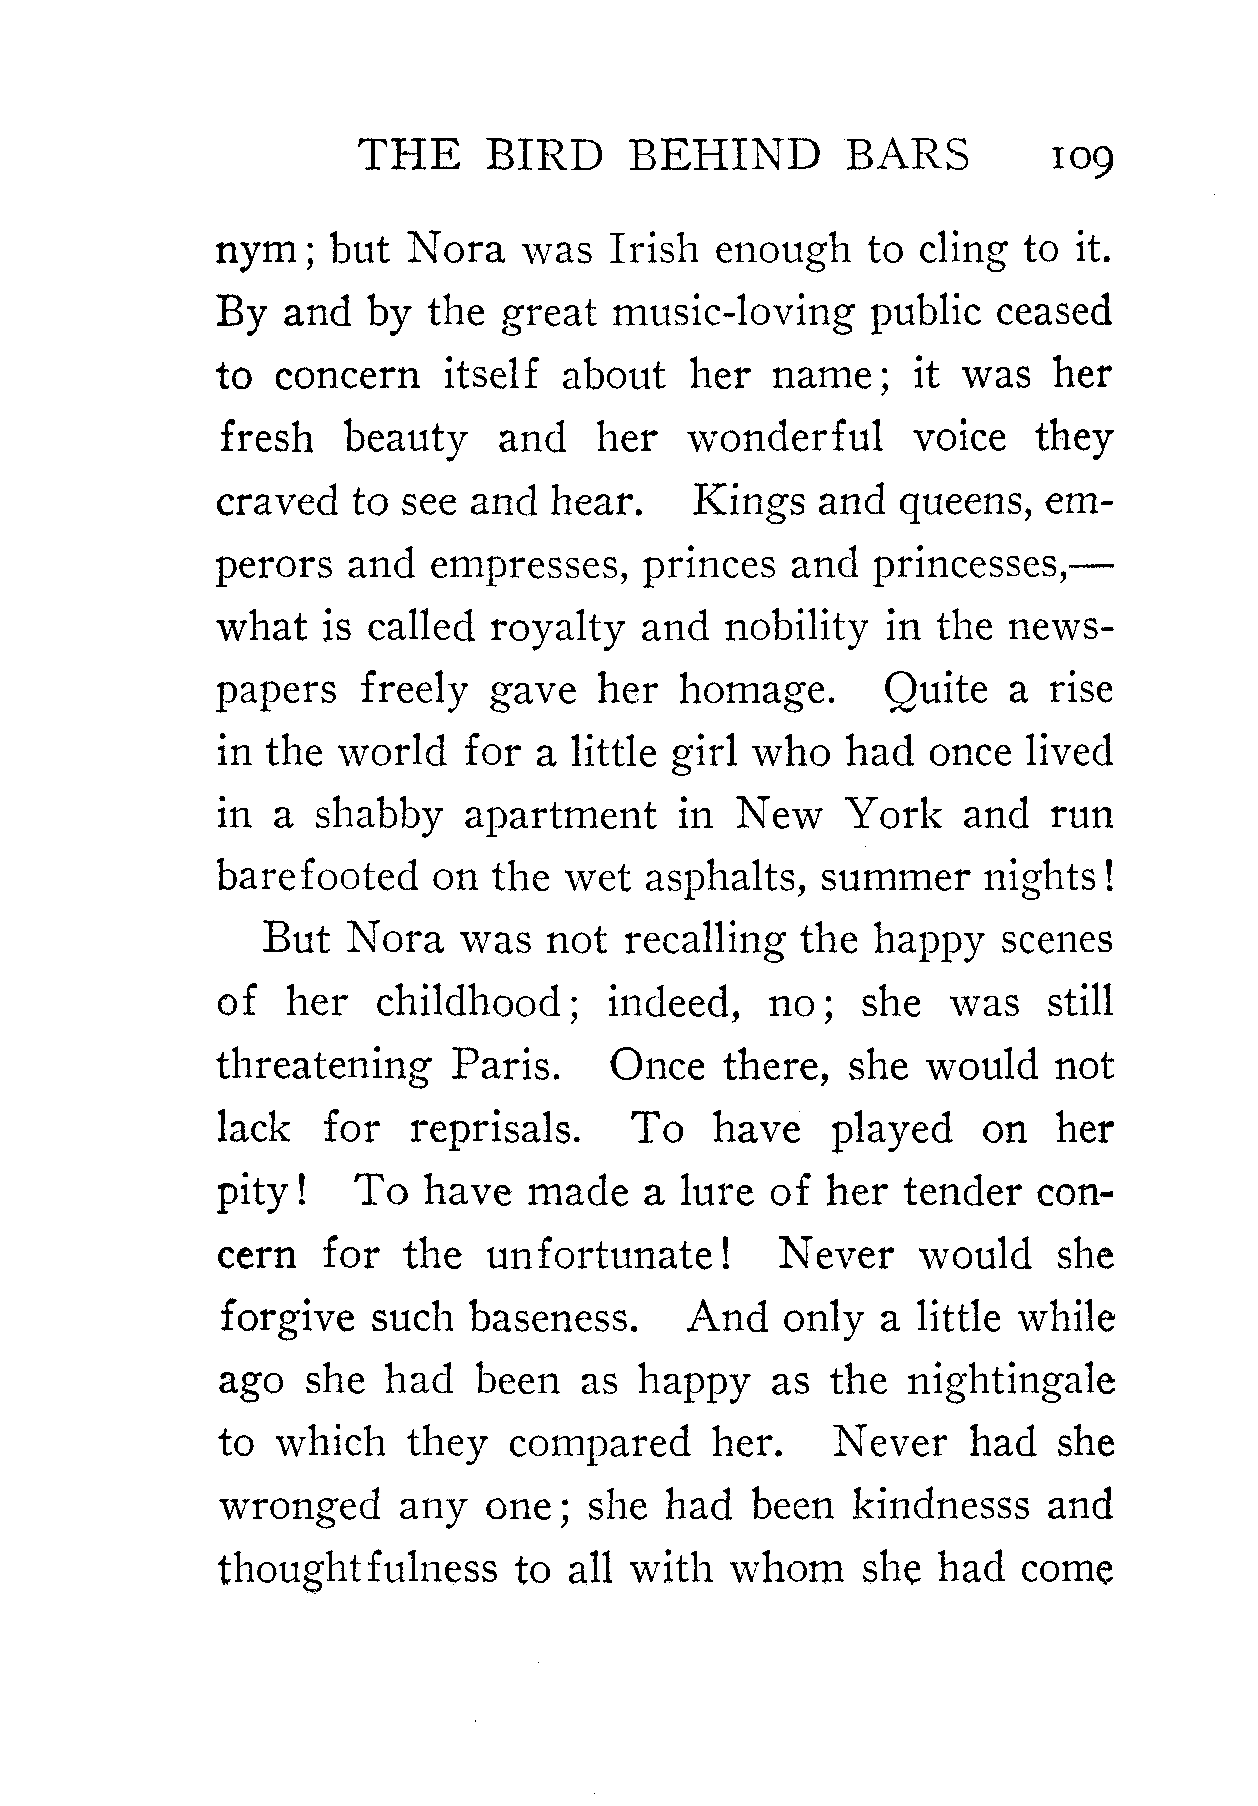 THE BIRD BEHIND BARS 109
nym; but Nora was Irish enough to cling to it.
By and by the great music-loving public ceased
to concern itself about her name; it was her
fresh beauty and her wonderful voice they
craved to see and hear. Kings and queens, em-
perors and empresses, princes and princesses,—
what is called royalty and nobility in the news-
papers freely gave her homage. Quite a rise
in the world for a little girl who had once lived
in a shabby apartment in New York and run
barefooted on the wet asphalts, summer nights!
But Nora was not recalling the happy scenes
of her childhood; indeed, no; she was still
threatening Paris. Once there, she would not
lack for reprisals. To have played on her
pity! To have made a lure of her tender con-
cern for the unfortunate! Never would she
forgive such baseness. And only a little while
ago she had been as happy as the nightingale
to which they compared her. Never had she
wronged any one; she had been kindnesss and
thoughtfulness to all with whom she had come